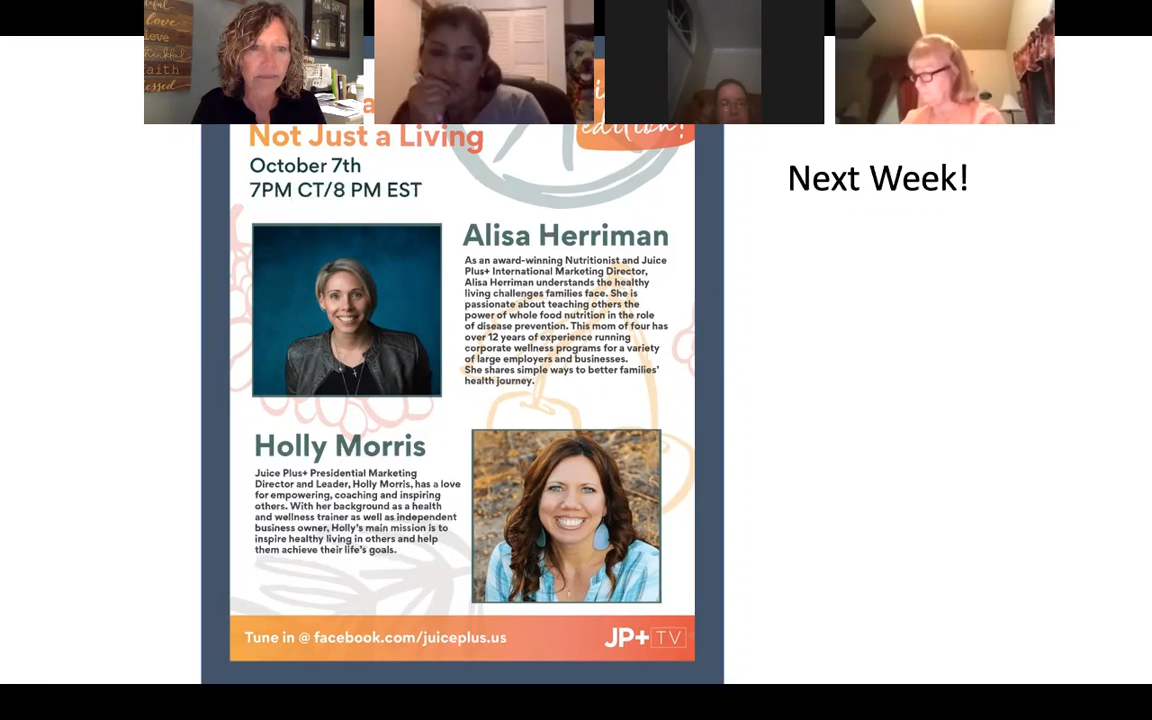 love
faith
edition!
Not Just a Living
October 7th
7PM CT/8 PM EST
Next Week!
Alisa Herriman
As an award-winning Nutritionist and Juice
Plus+ International Marketing Director,
Alisa Herriman understands the healthy
living challenges families face. She is
passionate about teaching others the
power of whole food nutrition in the role
of disease prevention. This mom of four has
over 12 years of experience running
corporate wellness programs for a variety
of large employers and businesses.
She shares simple ways to better families'
health journey.
Holly Morris
Juice Plus+ Presidential Marketing
Director and Leader, Holly Morris, has a love
for empowering, coaching and inspiring
others. With her background as a health
and wellness trainer as well as independent
business owner, Holly's main mission is to
inspire healthy living in others and help
them achieve their life's goals.
Tune in @ facebook.com/juiceplus.us
JP+ TV